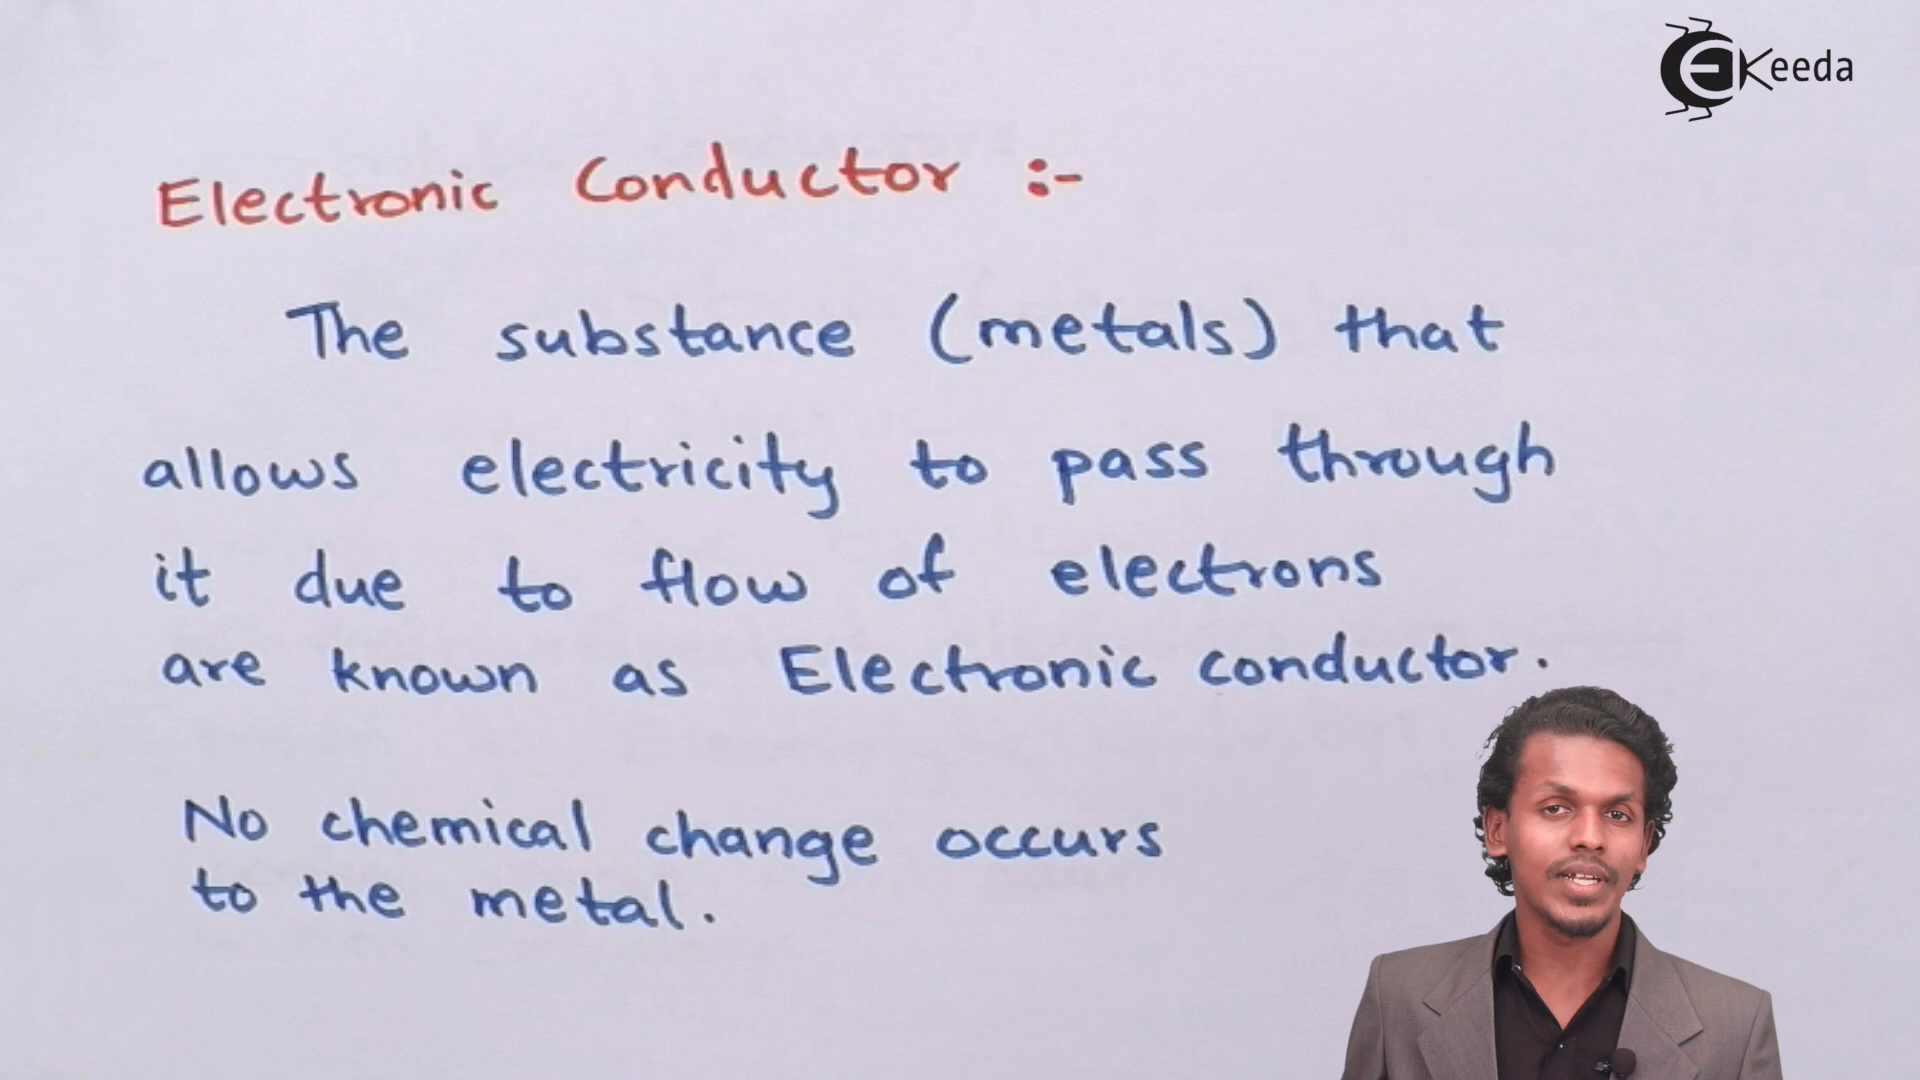 EKeeda
Electronic Conductor :-
The substance (metals) that
allows electricity to pass through
it due to flow of electrons
are known as Electronic conductor.
No chemical change occurs
to the metal.